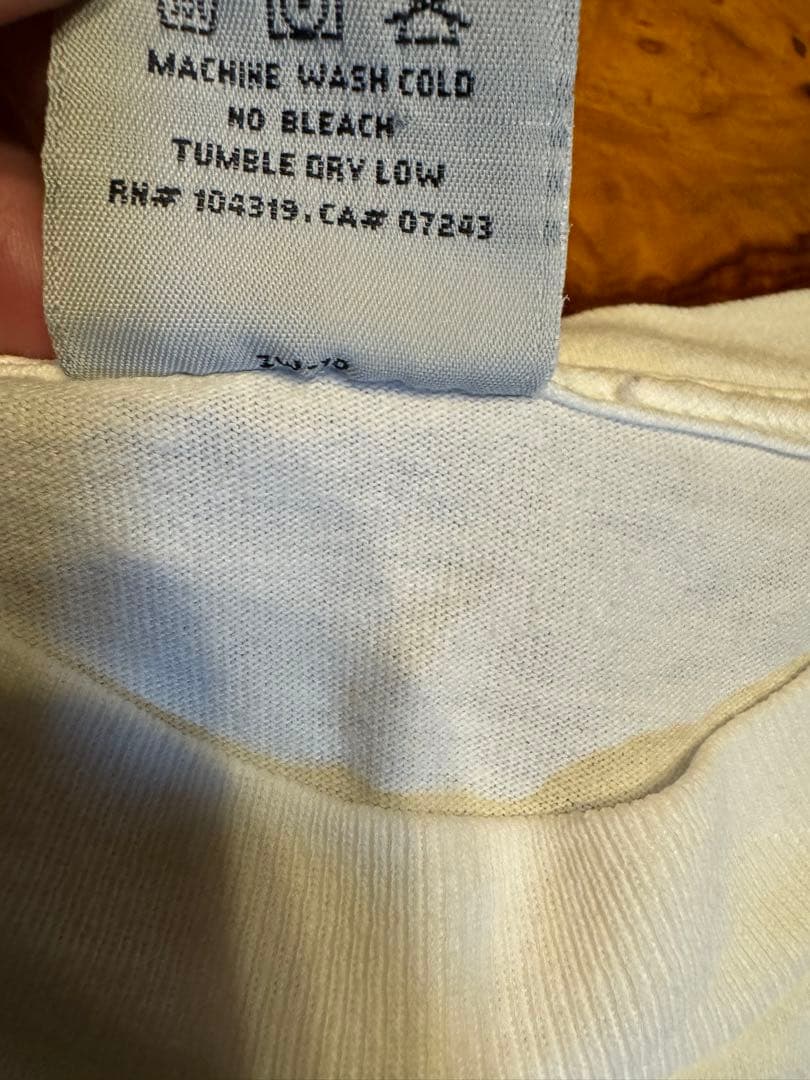 MACHINE WASH COLD
NO BLEACH
TUMBLE DRY LOW
RN# 104319.CA# 07243